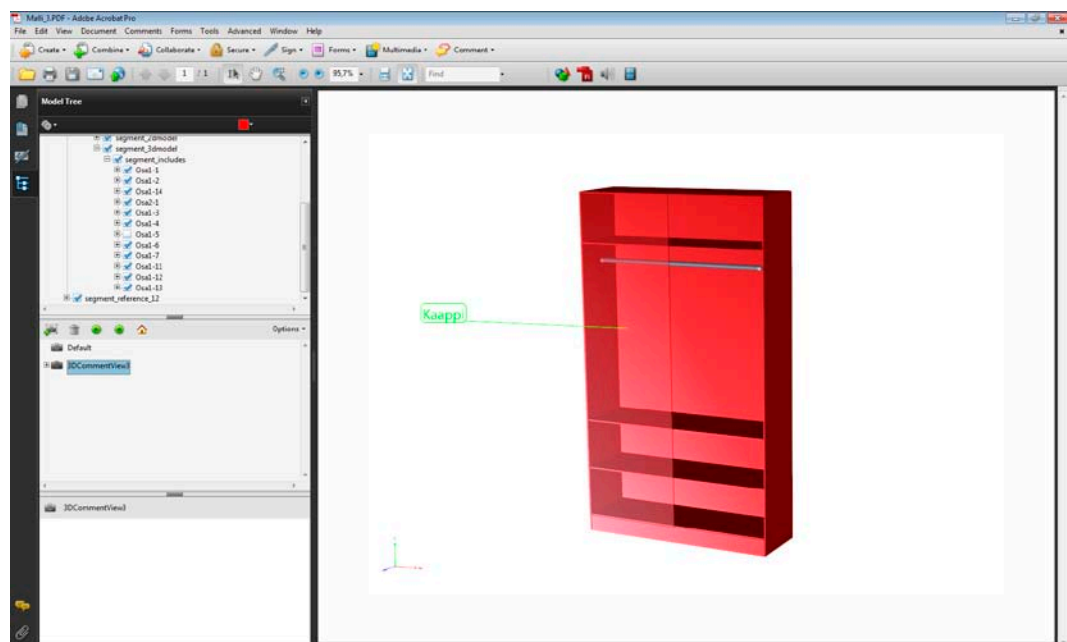 Malli_3.PDF - Adobe Acrobat Pro
File Edit View Document Comments Forms Tools Advanced Window Help
Create Combine Collaborate Secure Sign Forms Multimedia Comment
1 / 1 95,7% Find
Model Tree
segment_2dmodel
segment_3dmodel
segment_includes
Osa1-1
Osa1-2
Osa1-14
Osa2-1
Osa1-3
Osa1-4
Osa1-5
Osa1-6
Osa1-7
Osa1-11
Osa1-12
Osa1-13
segment_reference_12
Options
Default
3DCommentView3
3DCommentView3
Kaappi